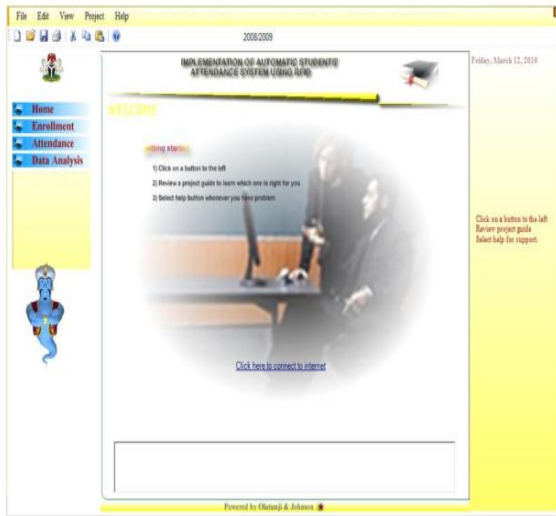 File Edit View Project Help
2008/2009
IMPLEMENTATION OF AUTOMATIC STUDENTS'
ATTENDANCE SYSTEM USING RFID
Friday, March 12, 2010
Home
Enrollment
Attendance
Data Analysis
WELCOME
etting started
1) Click on a button to the left
2) Review a project guide to learn which one is right for you
3) Select help button whenever you have problem
Click on a button to the left
Review project guide
Select help for support.
Click here to connect to internet
Powered by Olatunji & Johnson